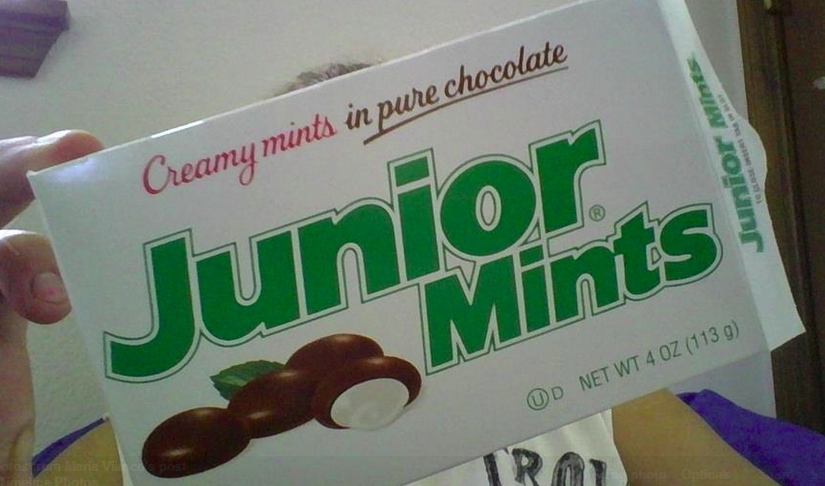 Creamy mints in pure chocolate
Junior
Mints
®
Ⓤ D NET WT 4 OZ (113 g)
Junior Mints